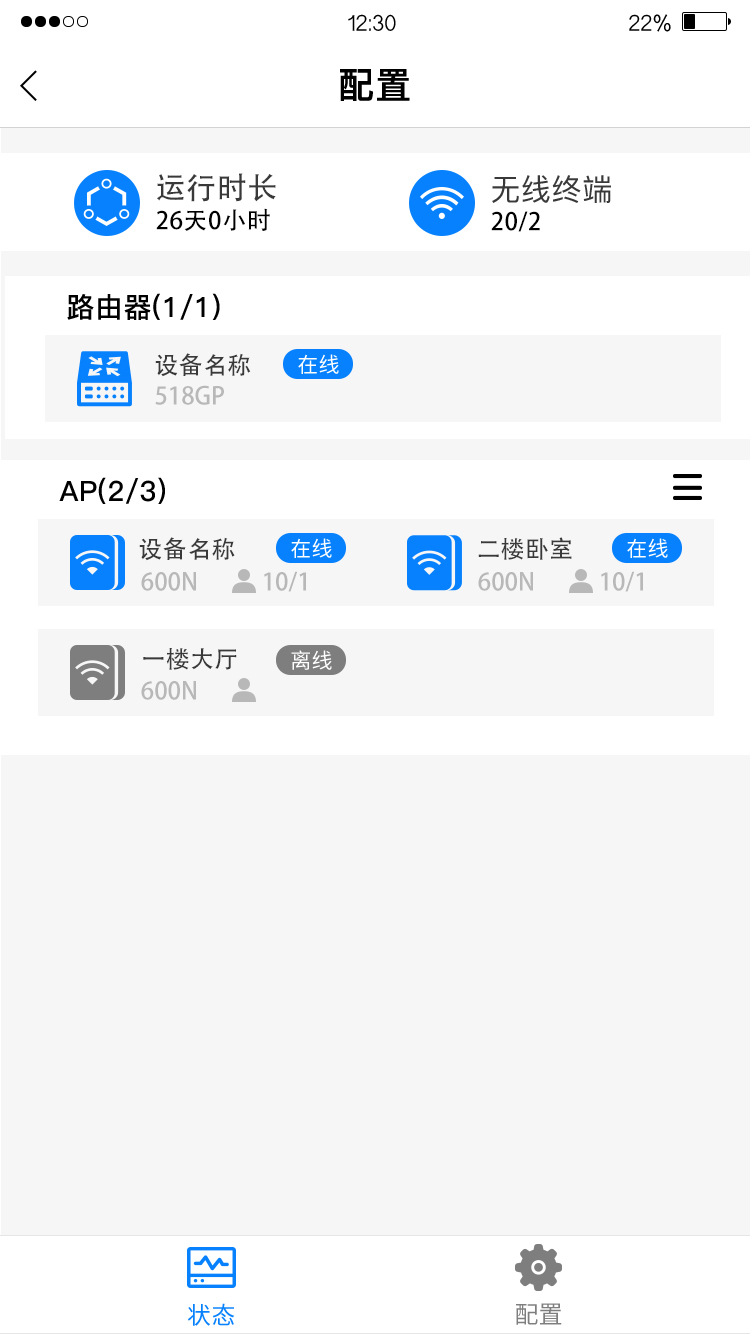 12:30
22%
配置
运行时长
26天0小时
无线终端
20/2
路由器(1/1)
设备名称 在线
518GP
AP(2/3)
设备名称 在线
600N 10/1
二楼卧室 在线
600N 10/1
一楼大厅 离线
600N
状态
配置